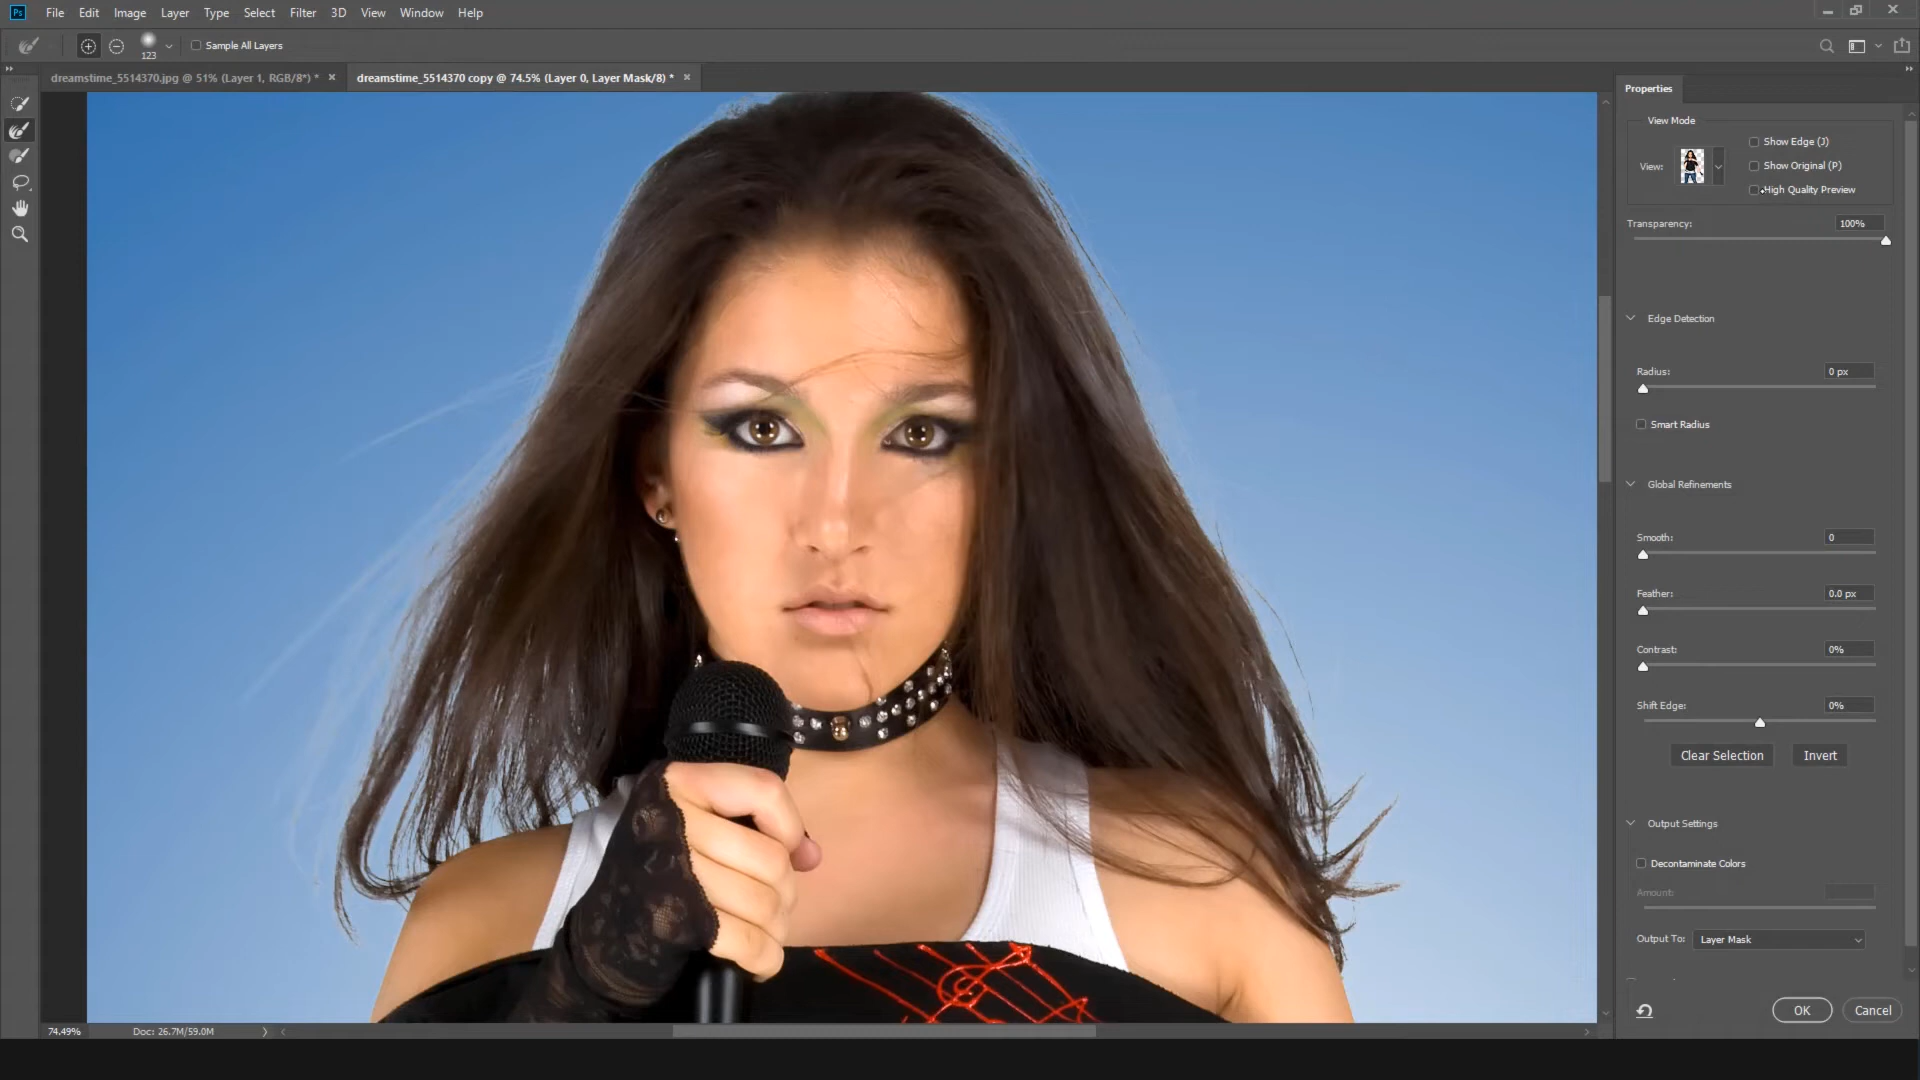 Ps File Edit Image Layer Type Select Filter 3D View Window Help
123 Sample All Layers
dreamstime_5514370.jpg @ 51% (Layer 1, RGB/8*) * dreamstime_5514370 copy @ 74.5% (Layer 0, Layer Mask/8) *
Properties
View Mode
Show Edge (J)
View: Show Original (P)
High Quality Preview
Transparency: 100%
Edge Detection
Radius: 0 px
Smart Radius
Global Refinements
Smooth: 0
Feather: 0.0 px
Contrast: 0%
Shift Edge: 0%
Clear Selection Invert
Output Settings
Decontaminate Colors
Amount:
Output To: Layer Mask
OK Cancel
74.49% Doc: 26.7M/59.0M